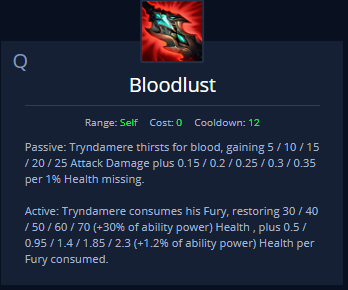 Q
Bloodlust
Range: Self Cost: 0 Cooldown: 12
Passive: Tryndamere thirsts for blood, gaining 5 / 10 / 15
/ 20 / 25 Attack Damage plus 0.15 / 0.2 / 0.25 / 0.3 / 0.35
per 1% Health missing.
Active: Tryndamere consumes his Fury, restoring 30 / 40
/ 50 / 60 / 70 (+30% of ability power) Health , plus 0.5 /
0.95 / 1.4 / 1.85 / 2.3 (+1.2% of ability power) Health per
Fury consumed.